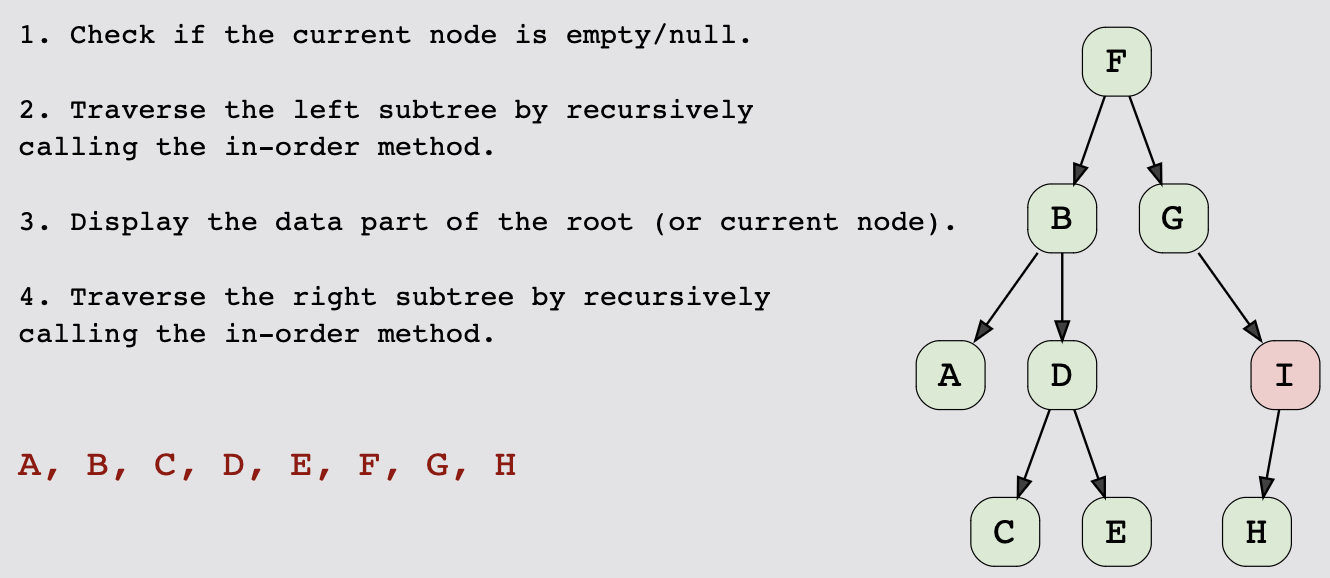 1. Check if the current node is empty/null.
2. Traverse the left subtree by recursively
calling the in-order method.
3. Display the data part of the root (or current node).
4. Traverse the right subtree by recursively
calling the in-order method.
A, B, C, D, E, F, G, H
F
B
G
A
D
I
C
E
H